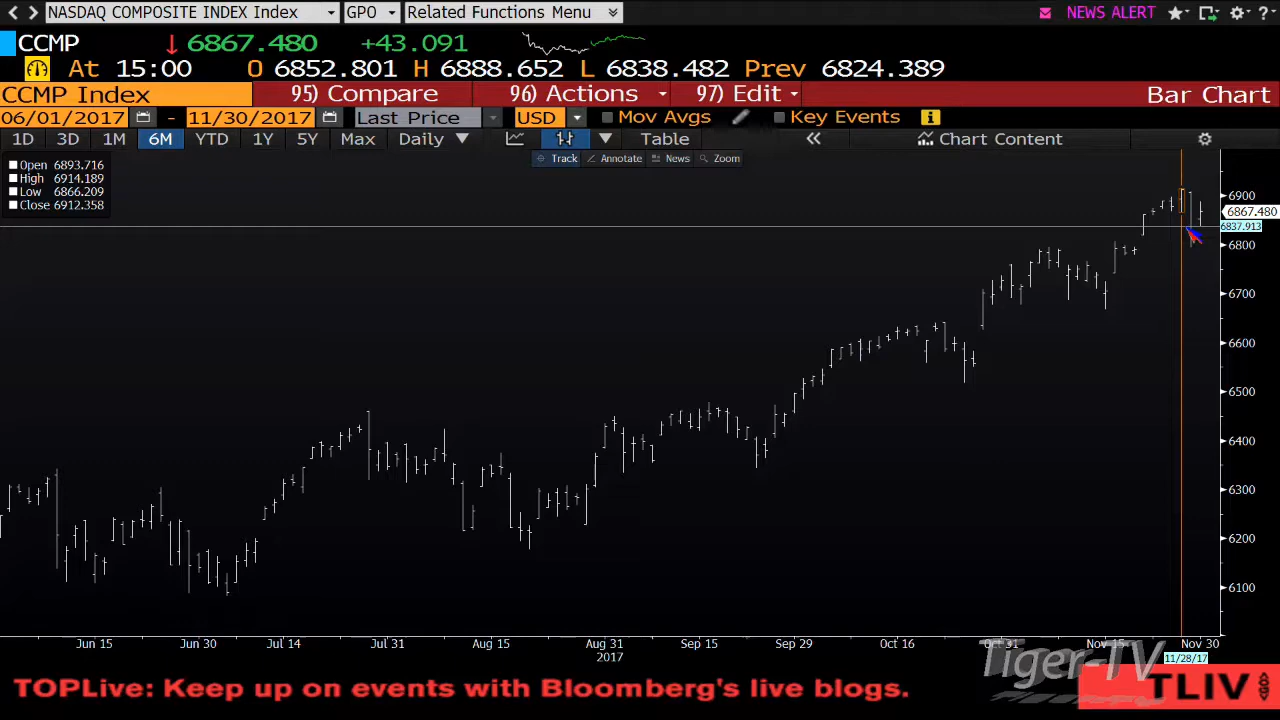 NASDAQ COMPOSITE INDEX Index GPO Related Functions Menu NEWS ALERT ?
CCMP 6867.480 +43.091
At 15:00 O 6852.801 H 6888.652 L 6838.482 Prev 6824.389
CCMP Index 95) Compare 96) Actions 97) Edit Bar Chart
06/01/2017 - 11/30/2017 Last Price USD Mov Avgs Key Events
1D 3D 1M 6M YTD 1Y 5Y Max Daily Table Chart Content
Track Annotate News Zoom
Open 6893.716
High 6914.189
Low 6866.209
Close 6912.358
6900
6867.480
6837.913
6800
6700
6600
6500
6400
6300
6200
6100
Jun 15 Jun 30 Jul 14 Jul 31 Aug 15 Aug 31 Sep 15 Sep 29 Oct 16 Oct 31 Nov 15 Nov 30
2017 11/28/17
Tiger-TV
TOPLive: Keep up on events with Bloomberg's live blogs. TLIV